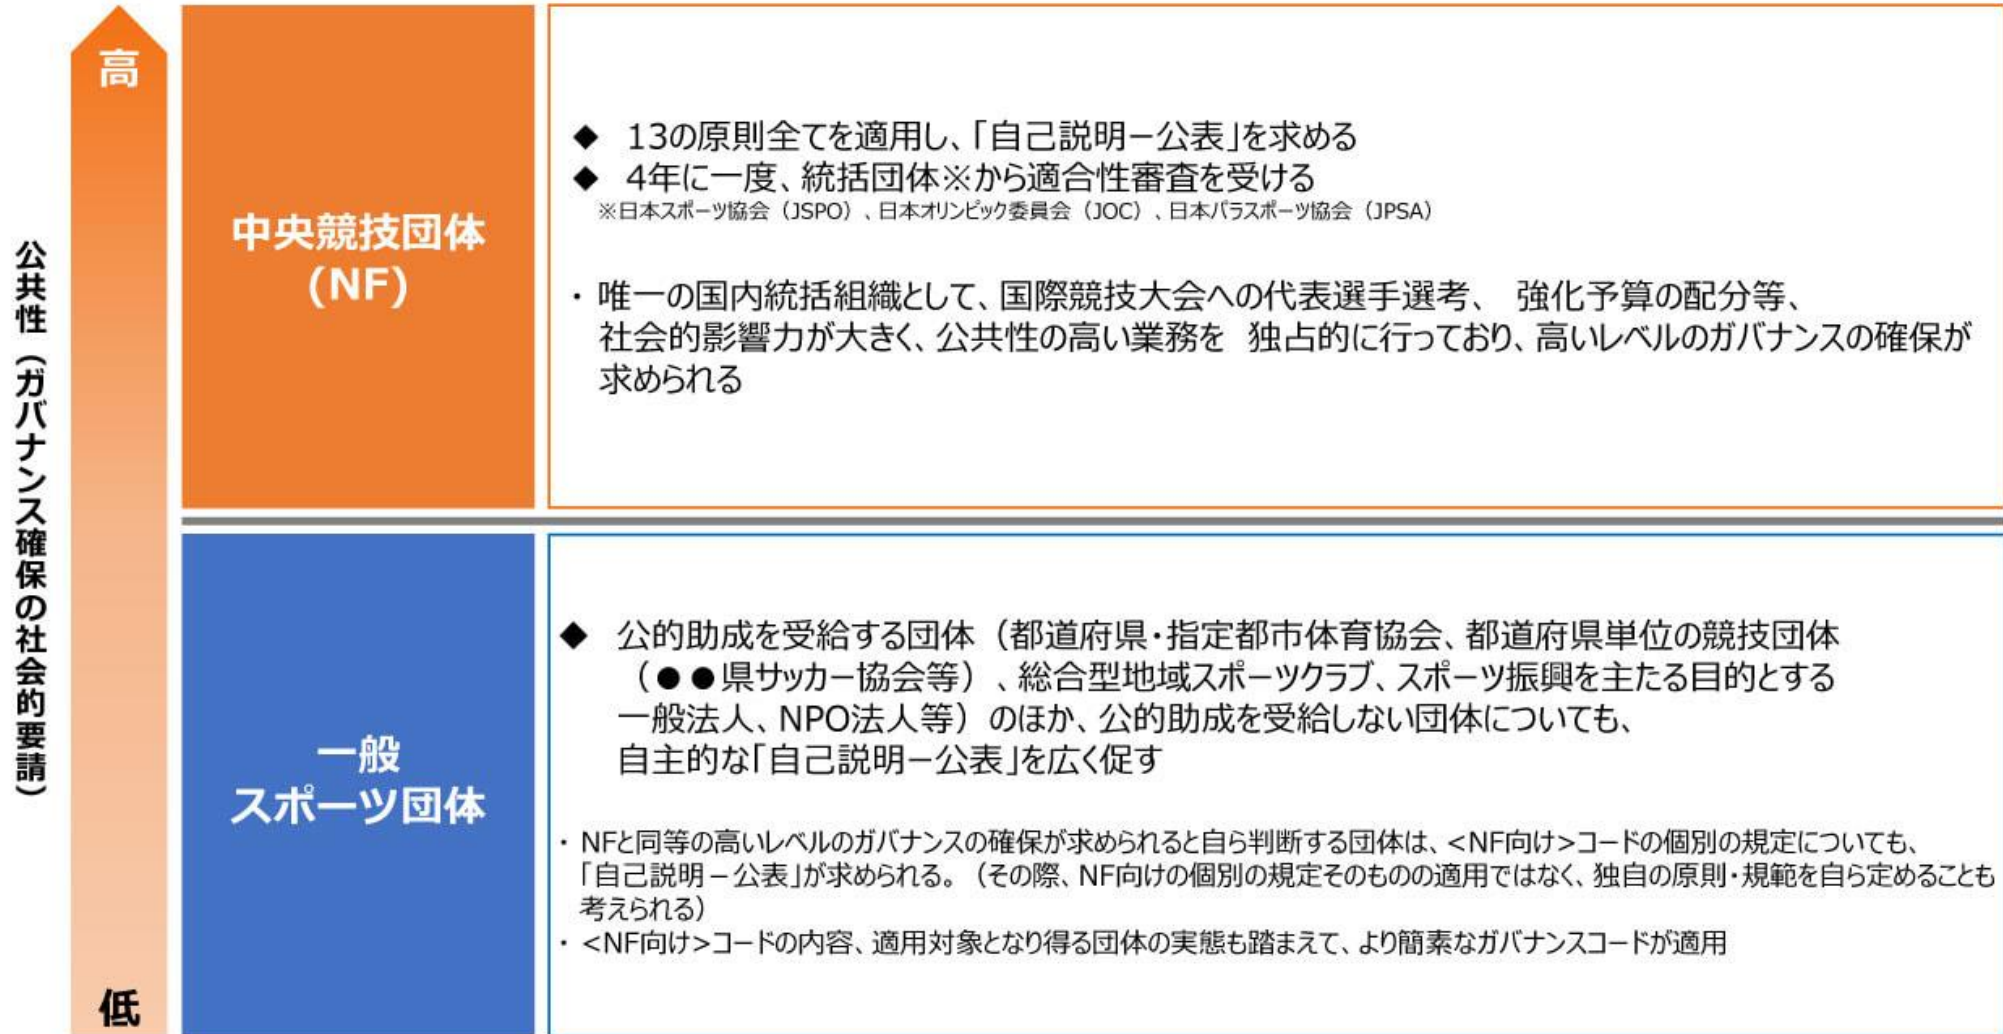 公共性（ガバナンス確保の社会的要請）
高
低
中央競技団体
(NF)
◆ 13の原則全てを適用し、「自己説明－公表」を求める
◆ 4年に一度、統括団体※から適合性審査を受ける
※日本スポーツ協会（JSPO）、日本オリンピック委員会（JOC）、日本パラスポーツ協会（JPSA）
・ 唯一の国内統括組織として、国際競技大会への代表選手選考、 強化予算の配分等、
社会的影響力が大きく、公共性の高い業務を 独占的に行っており、高いレベルのガバナンスの確保が
求められる
一般
スポーツ団体
◆ 公的助成を受給する団体（都道府県・指定都市体育協会、都道府県単位の競技団体
（●●県サッカー協会等）、総合型地域スポーツクラブ、スポーツ振興を主たる目的とする
一般法人、NPO法人等）のほか、公的助成を受給しない団体についても、
自主的な「自己説明－公表」を広く促す
・ NFと同等の高いレベルのガバナンスの確保が求められると自ら判断する団体は、<NF向け>コードの個別の規定についても、
「自己説明－公表」が求められる。（その際、NF向けの個別の規定そのものの適用ではなく、独自の原則・規範を自ら定めることも
考えられる）
・ <NF向け>コードの内容、適用対象となり得る団体の実態も踏まえて、より簡素なガバナンスコードが適用